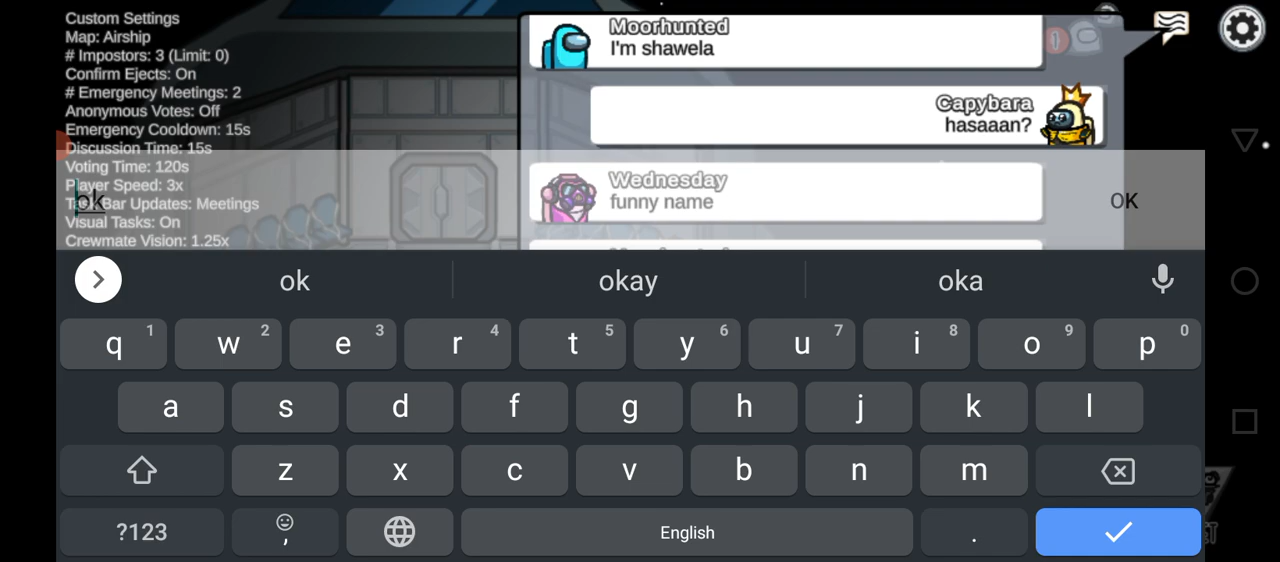 Custom Settings
Map: Airship
# Impostors: 3 (Limit: 0)
Confirm Ejects: On
# Emergency Meetings: 2
Anonymous Votes: Off
Emergency Cooldown: 15s
Discussion Time: 15s
Voting Time: 120s
Player Speed: 3x
Task Bar Updates: Meetings
Visual Tasks: On
Crewmate Vision: 1.25x
Moorhunted
I'm shawela
1
Capybara
hasaaan?
Wednesday
funny name
ok
OK
ok okay oka
q 1 w 2 e 3 r 4 t 5 y 6 u 7 i 8 o 9 p 0
a s d f g h j k l
z x c v b n m
?123 , English .